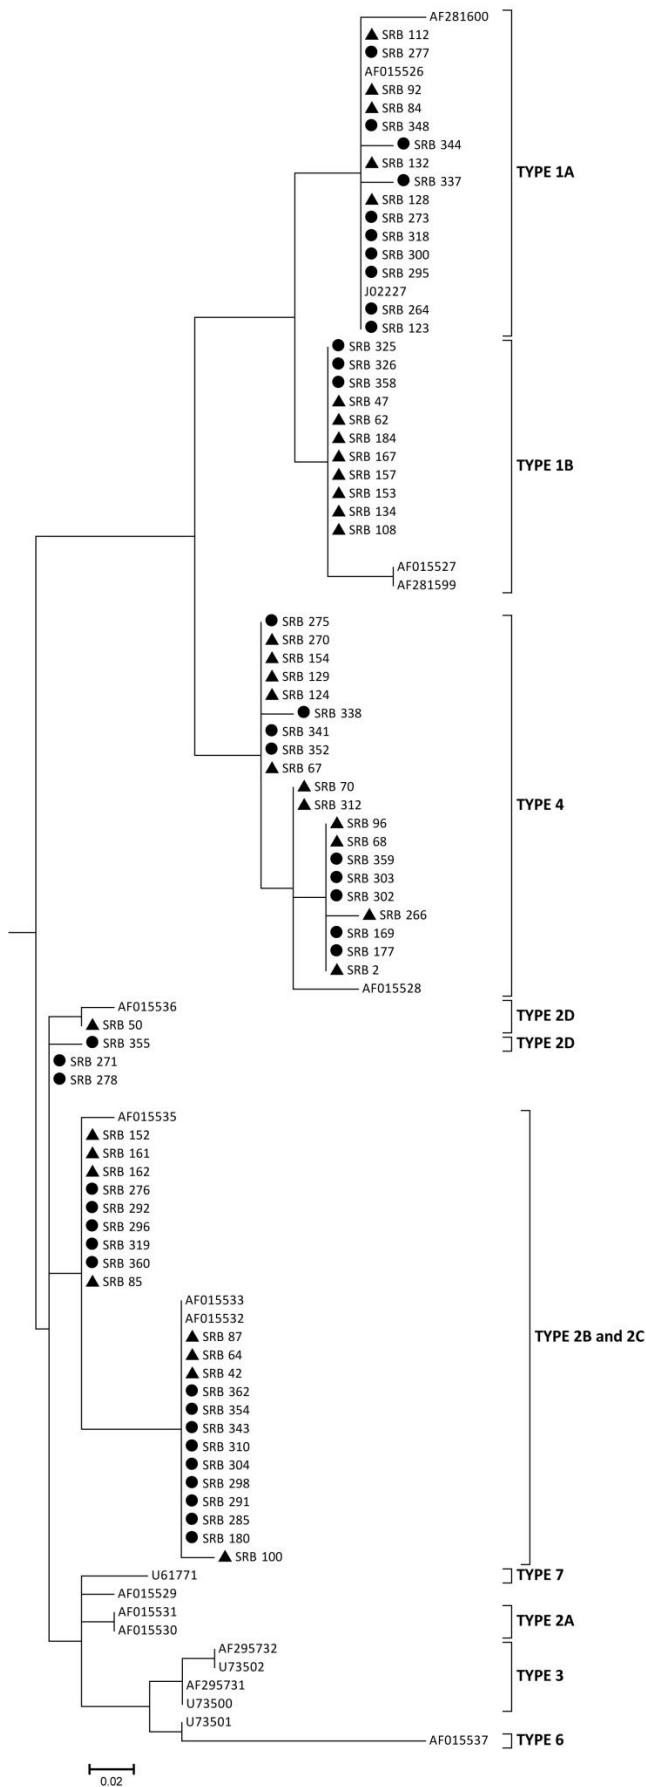 AF281600
SRB 112
SRB 277
AF015526
SRB 92
SRB 84
SRB 348
SRB 344
SRB 132
SRB 337
TYPE 1A
SRB 128
SRB 273
SRB 318
SRB 300
SRB 295
J02227
SRB 264
SRB 123
SRB 325
SRB 326
SRB 358
SRB 47
SRB 62
SRB 184
SRB 167
TYPE 1B
SRB 157
SRB 153
SRB 134
SRB 108
AF015527
AF281599
SRB 275
SRB 270
SRB 154
SRB 129
SRB 124
SRB 338
SRB 341
SRB 352
SRB 67
SRB 70
SRB 312
TYPE 4
SRB 96
SRB 68
SRB 359
SRB 303
SRB 302
SRB 266
SRB 169
SRB 177
SRB 2
AF015528
AF015536
TYPE 2D
SRB 50
SRB 355
TYPE 2D
SRB 271
SRB 278
AF015535
SRB 152
SRB 161
SRB 162
SRB 276
SRB 292
SRB 296
SRB 319
SRB 360
SRB 85
AF015533
AF015532
SRB 87
TYPE 2B and 2C
SRB 64
SRB 42
SRB 362
SRB 354
SRB 343
SRB 310
SRB 304
SRB 298
SRB 291
SRB 285
SRB 180
SRB 100
U61771
TYPE 7
AF015529
AF015531
TYPE 2A
AF015530
AF295732
U73502
TYPE 3
AF295731
U73500
U73501
AF015537
TYPE 6
0.02